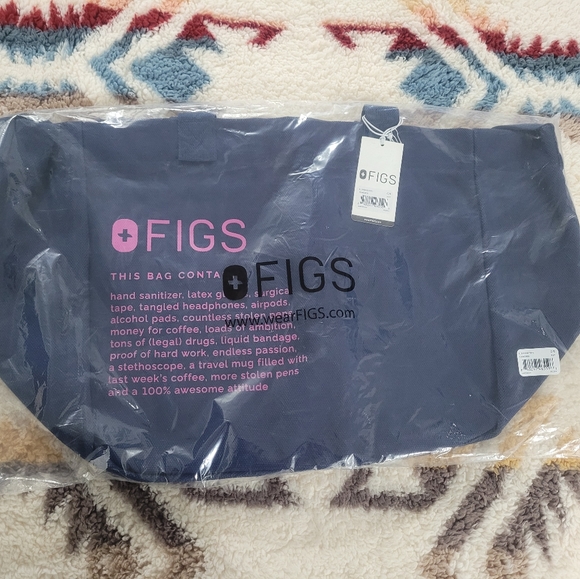 FIGS
FIGS
THIS BAG CONTA
FIGS
hand sanitizer, latex surgical
tape, tangled headphones, airpods,
alcohol pads, countless stolen
www.wearFIGS.com
money for coffee, loads of ambition,
tons of (legal) drugs, liquid bandage,
proof of hard work, endless passion,
a stethoscope, a travel mug filled with
last week's coffee, more stolen pens
and a 100% awesome attitude